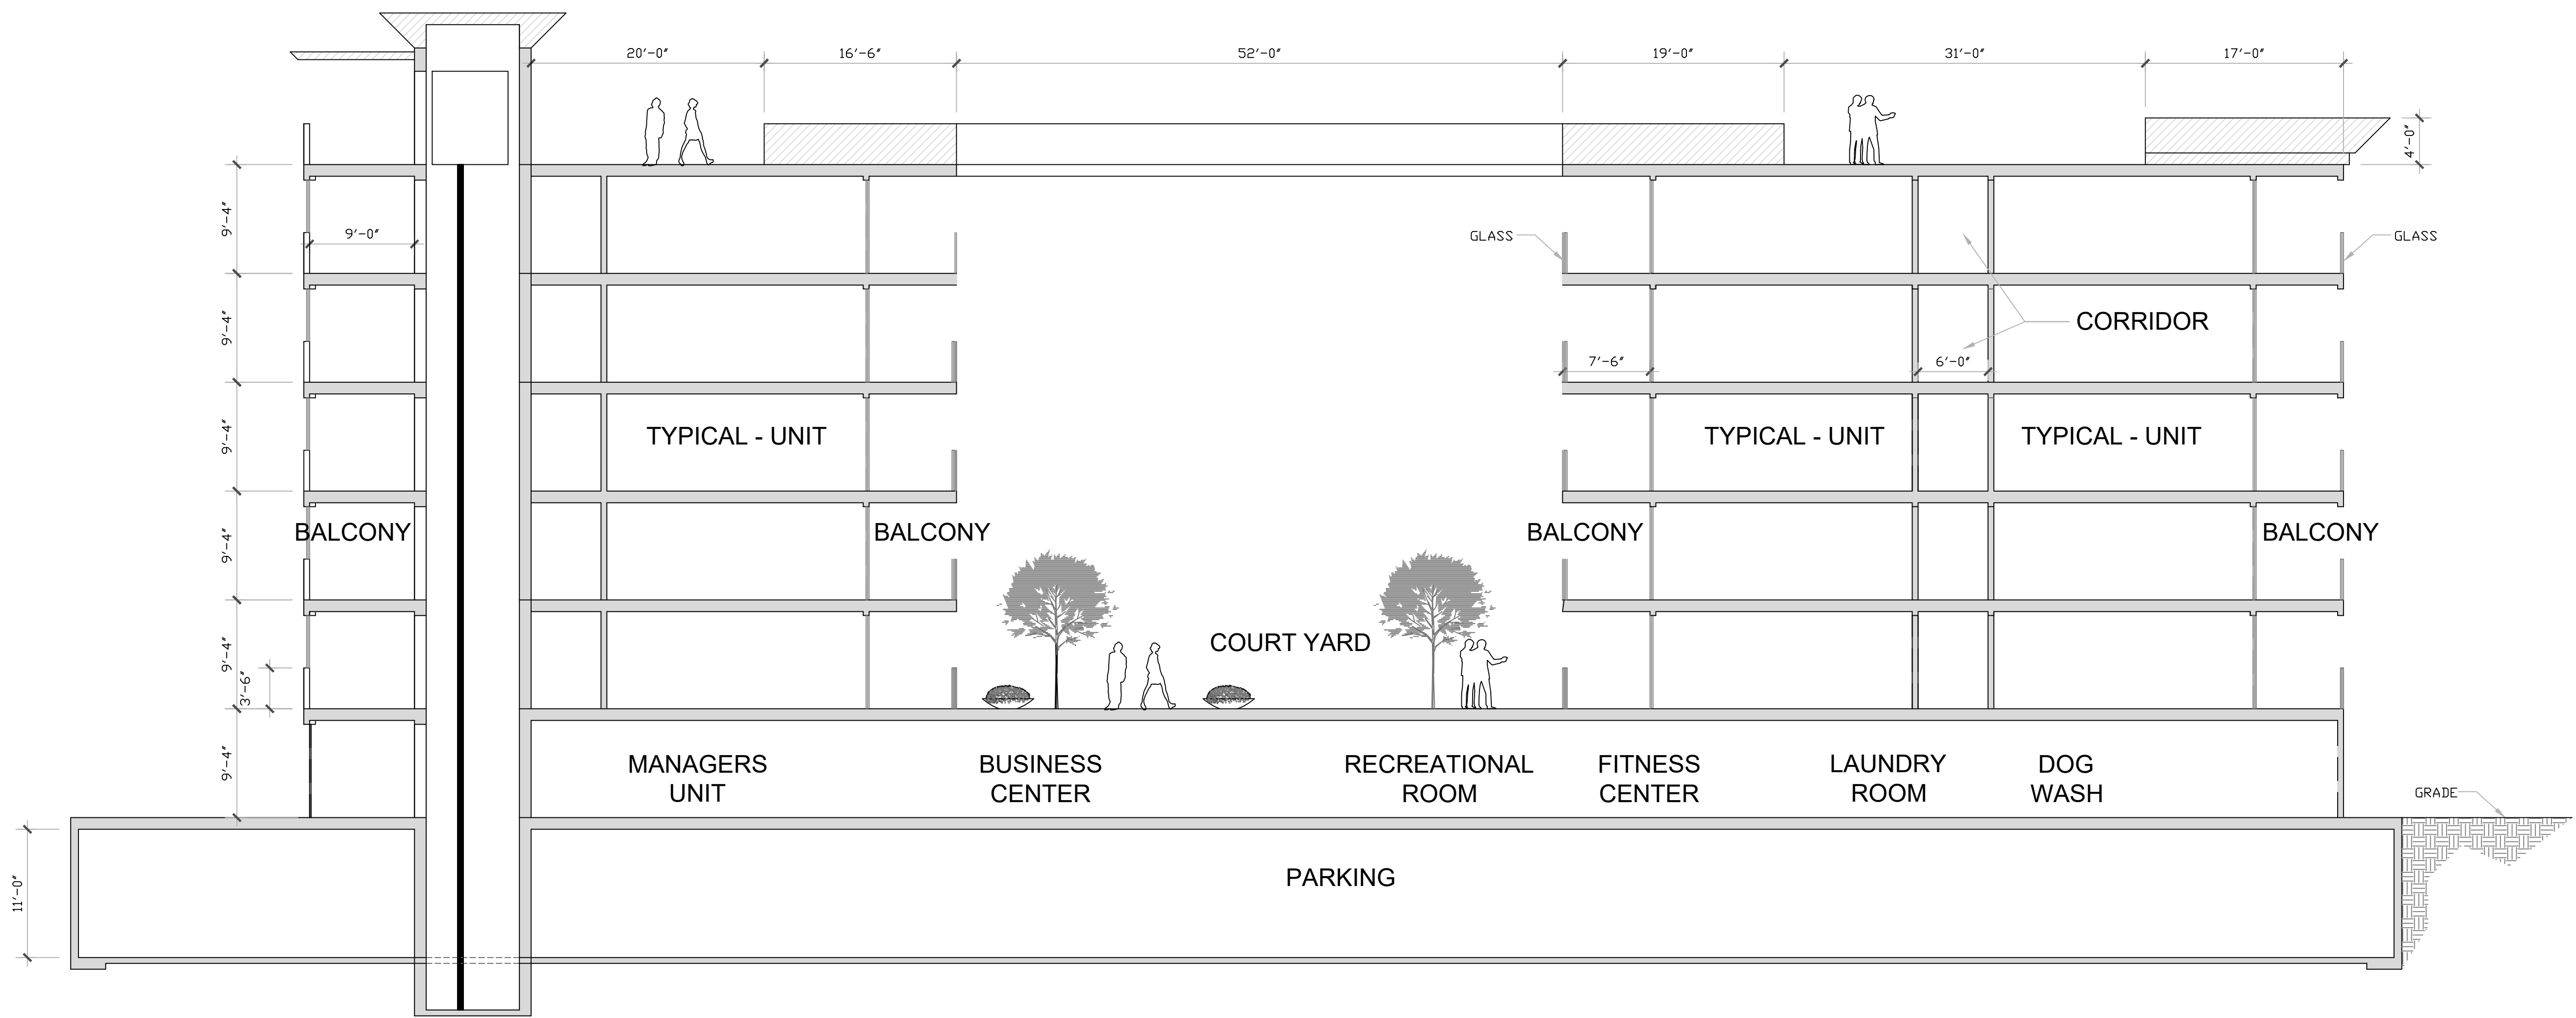 20'-0" 16'-6" 52'-0" 19'-0" 31'-0" 17'-0"
4'-0"
9'-4"
9'-0"
GLASS GLASS
9'-4"
CORRIDOR
7'-6" 6'-0"
9'-4"
TYPICAL - UNIT TYPICAL - UNIT TYPICAL - UNIT
9'-4"
BALCONY BALCONY BALCONY BALCONY
9'-4"
COURT YARD
3'-6"
9'-4"
MANAGERS
UNIT
BUSINESS
CENTER
RECREATIONAL
ROOM
FITNESS
CENTER
LAUNDRY
ROOM
DOG
WASH
GRADE
11'-0"
PARKING